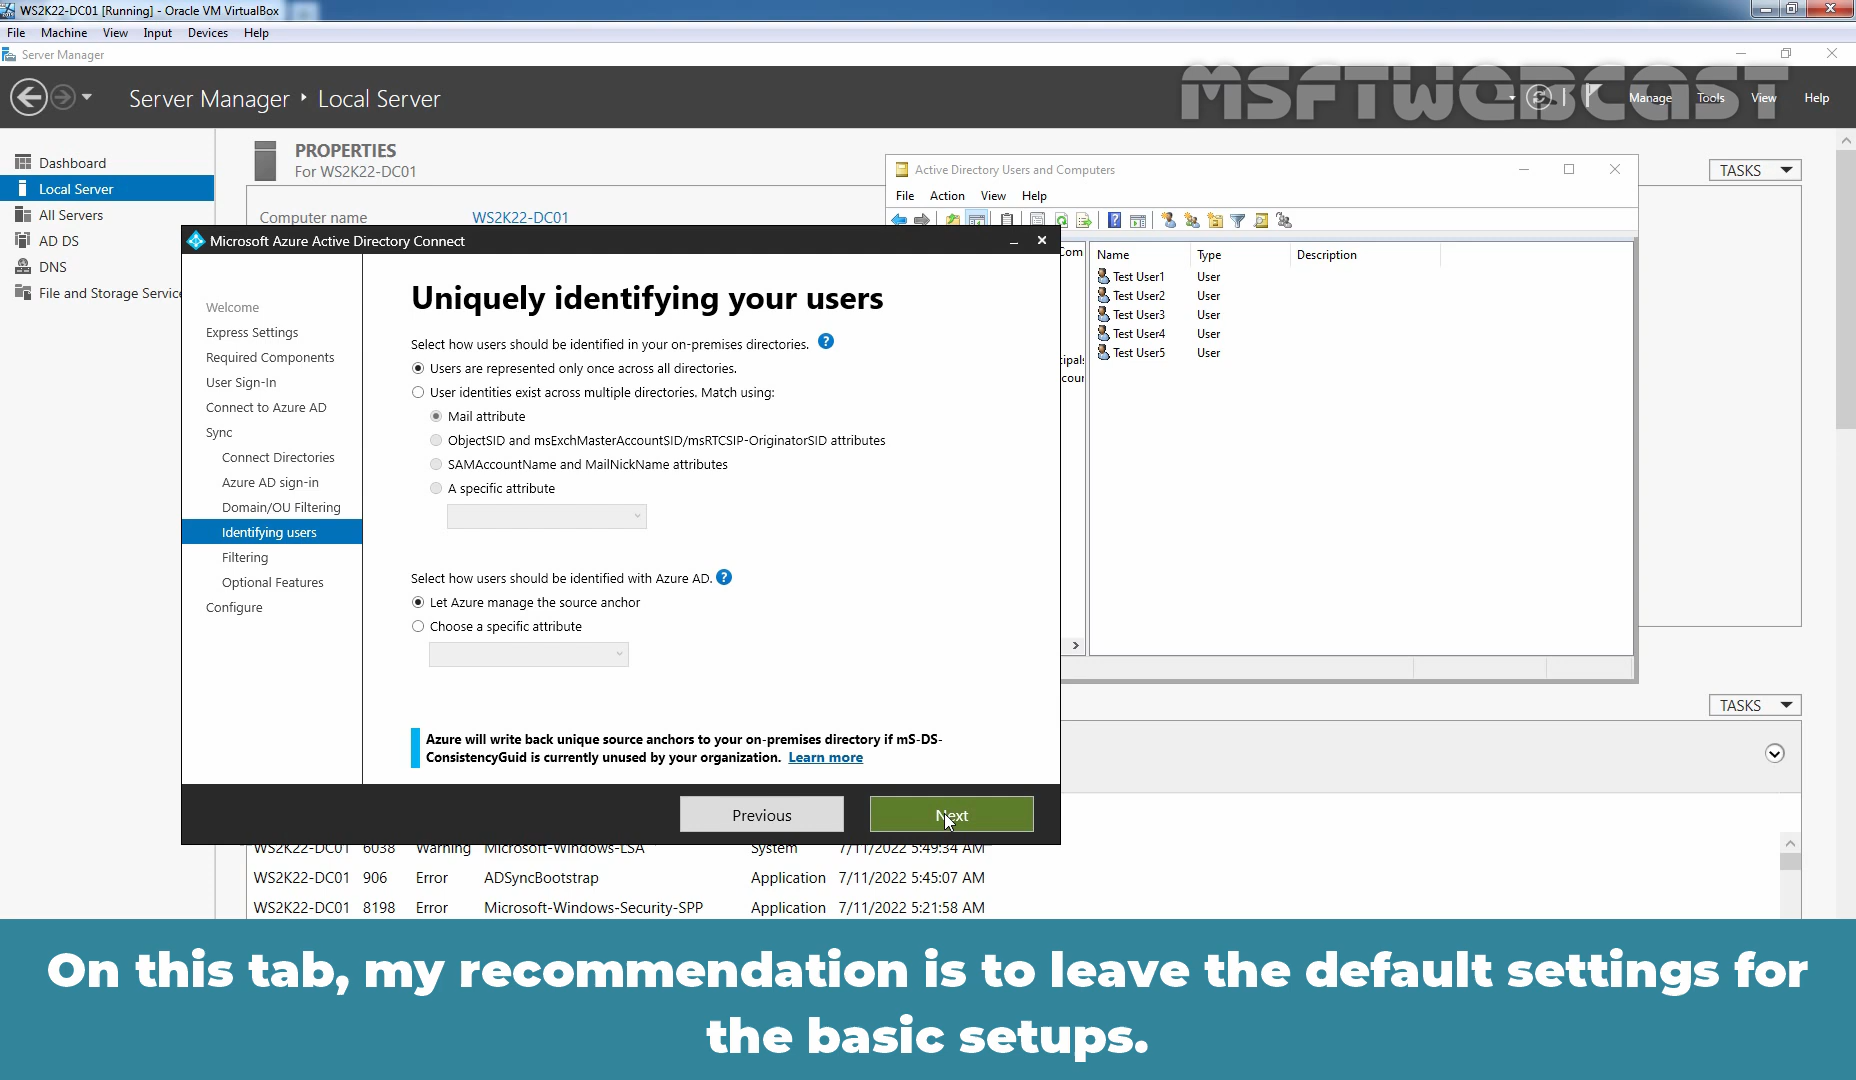 WS2K22-DC01 [Running] - Oracle VM VirtualBox
File Machine View Input Devices Help
Server Manager
Server Manager ‣ Local Server
MSFTWEBCAST
Manage Tools View Help
Dashboard
Local Server
All Servers
AD DS
DNS
File and Storage Service
PROPERTIES
For WS2K22-DC01
TASKS
Computer name WS2K22-DC01
Active Directory Users and Computers
File Action View Help
Name Type Description
Test User1 User
Test User2 User
Test User3 User
Test User4 User
Test User5 User
Microsoft Azure Active Directory Connect
Welcome
Express Settings
Required Components
User Sign-In
Connect to Azure AD
Sync
Connect Directories
Azure AD sign-in
Domain/OU Filtering
Identifying users
Filtering
Optional Features
Configure
Uniquely identifying your users
Select how users should be identified in your on-premises directories. ?
Users are represented only once across all directories.
User identities exist across multiple directories. Match using:
Mail attribute
ObjectSID and msExchMasterAccountSID/msRTCSIP-OriginatorSID attributes
SAMAccountName and MailNickName attributes
A specific attribute
Select how users should be identified with Azure AD. ?
Let Azure manage the source anchor
Choose a specific attribute
Azure will write back unique source anchors to your on-premises directory if mS-DS-
ConsistencyGuid is currently unused by your organization. Learn more
Previous Next
TASKS
WS2K22-DC01 6038 Warning Microsoft-Windows-LSA System 7/11/2022 5:49:34 AM
WS2K22-DC01 906 Error ADSyncBootstrap Application 7/11/2022 5:45:07 AM
WS2K22-DC01 8198 Error Microsoft-Windows-Security-SPP Application 7/11/2022 5:21:58 AM
On this tab, my recommendation is to leave the default settings for
the basic setups.